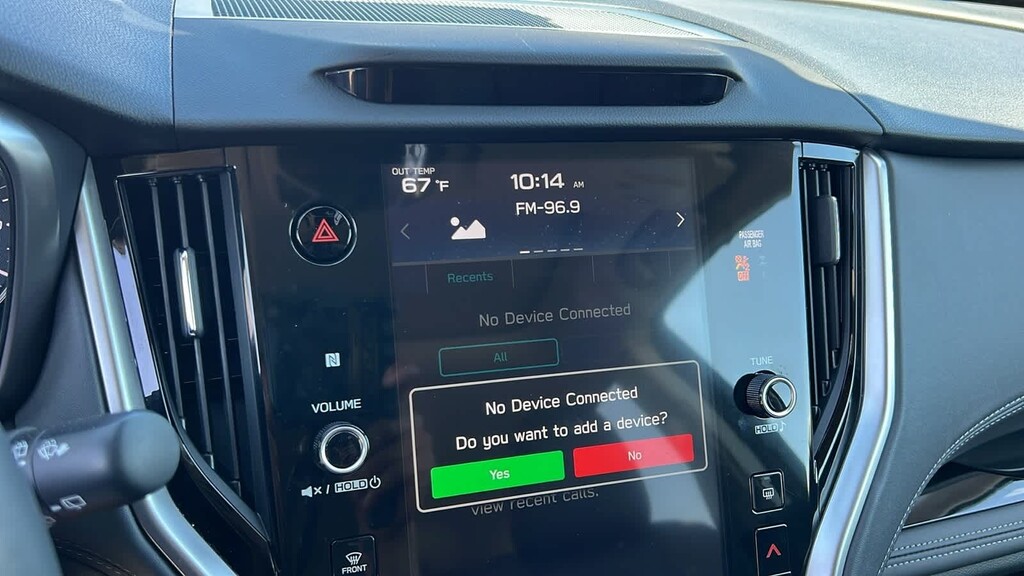 OUT TEMP
67 °F
10:14 AM
FM-96.9
PASSENGER
AIR BAG
Recents
No Device Connected
All
TUNE
HOLD
VOLUME
/ HOLD
No Device Connected
Do you want to add a device?
Yes
No
view recent calls.
FRONT